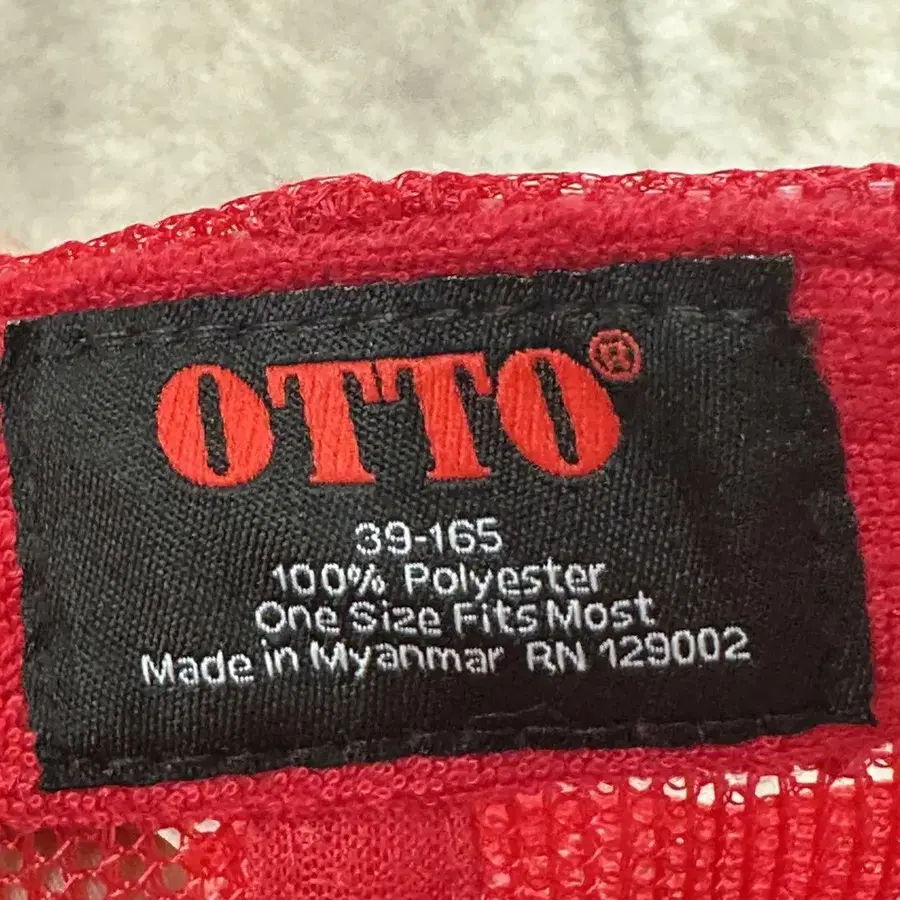 OTTO®
39-165
100% Polyester
One Size Fits Most
Made in Myanmar RN 129002